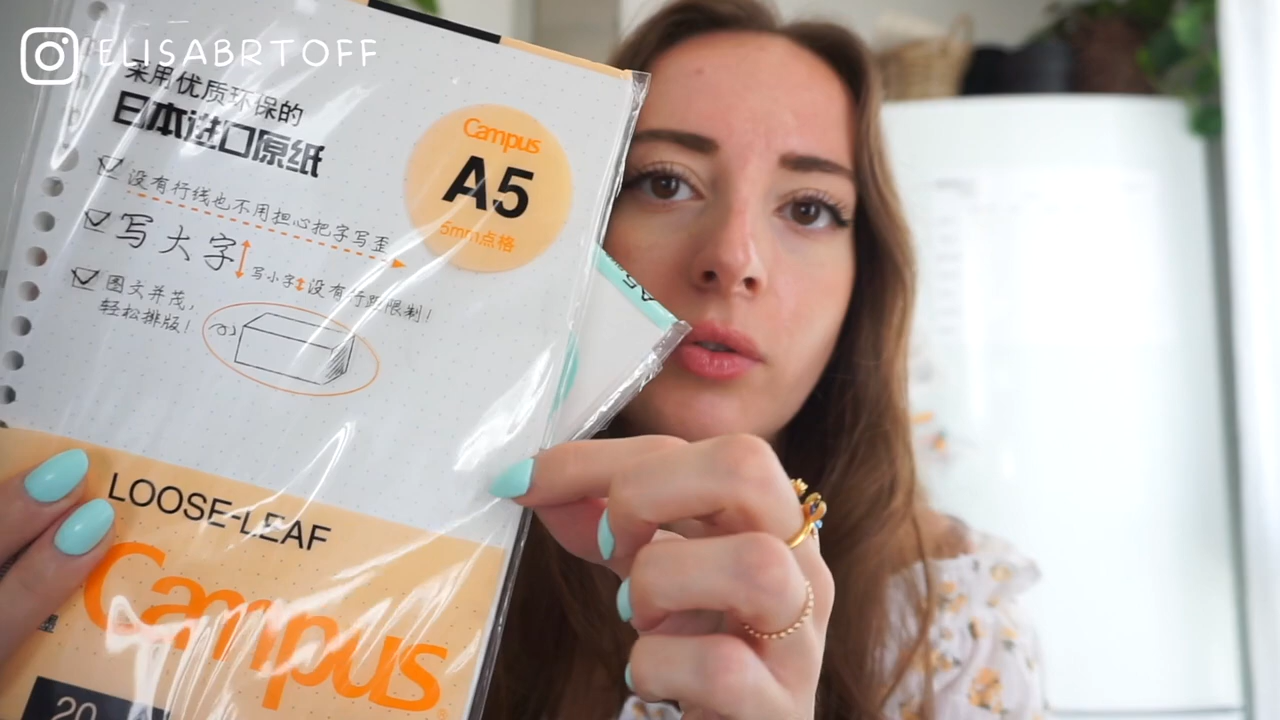 ELISABRTOFF
采用优质环保的
日本进口原纸
没有行线也不用担心把字写歪
写大字
写小字 没有行距限制!
图文并茂,
轻松排版!
Campus
A5
5mm点格
A5
LOOSE-LEAF
Campus
20